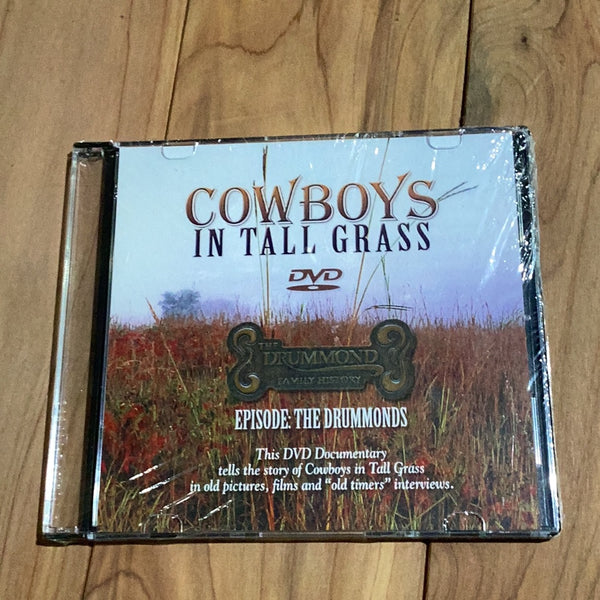 COWBOYS
IN TALL GRASS
DVD
THE
DRUMMOND
FAMILY HISTORY
EPISODE: THE DRUMMONDS
This DVD Documentary
tells the story of Cowboys in Tall Grass
in old pictures, films and "old timers" interviews.